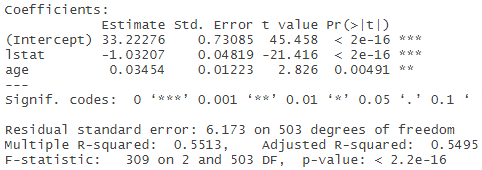 Coefficients:
Estimate Std. Error t value Pr(>|t|)
(Intercept) 33.22276 0.73085 45.458 < 2e-16 ***
lstat -1.03207 0.04819 -21.416 < 2e-16 ***
age 0.03454 0.01223 2.826 0.00491 **
---
Signif. codes: 0 ‘***’ 0.001 ‘**’ 0.01 ‘*’ 0.05 ‘.’ 0.1 ‘
Residual standard error: 6.173 on 503 degrees of freedom
Multiple R-squared: 0.5513, Adjusted R-squared: 0.5495
F-statistic: 309 on 2 and 503 DF, p-value: < 2.2e-16